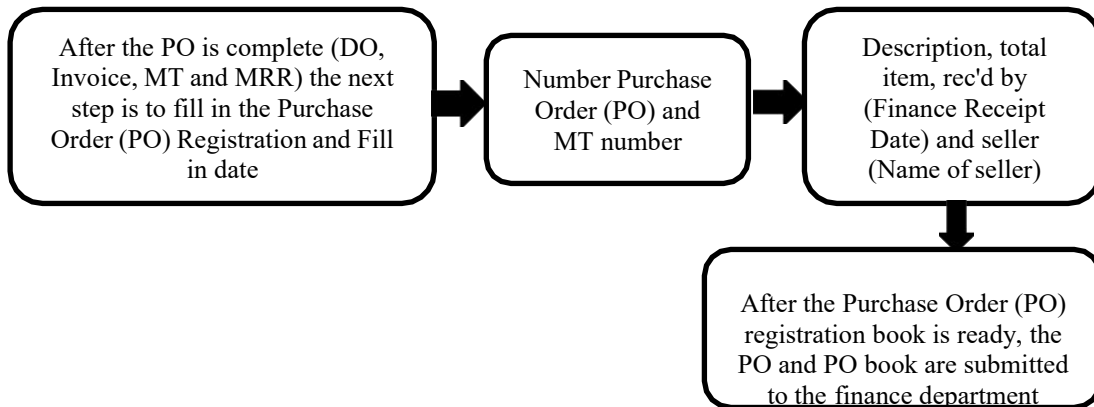 After the PO is complete (DO,
Invoice, MT and MRR) the next
step is to fill in the Purchase
Order (PO) Registration and Fill
in date
Number Purchase
Order (PO) and
MT number
Description, total
item, rec'd by
(Finance Receipt
Date) and seller
(Name of seller)
After the Purchase Order (PO)
registration book is ready, the
PO and PO book are submitted
to the finance department